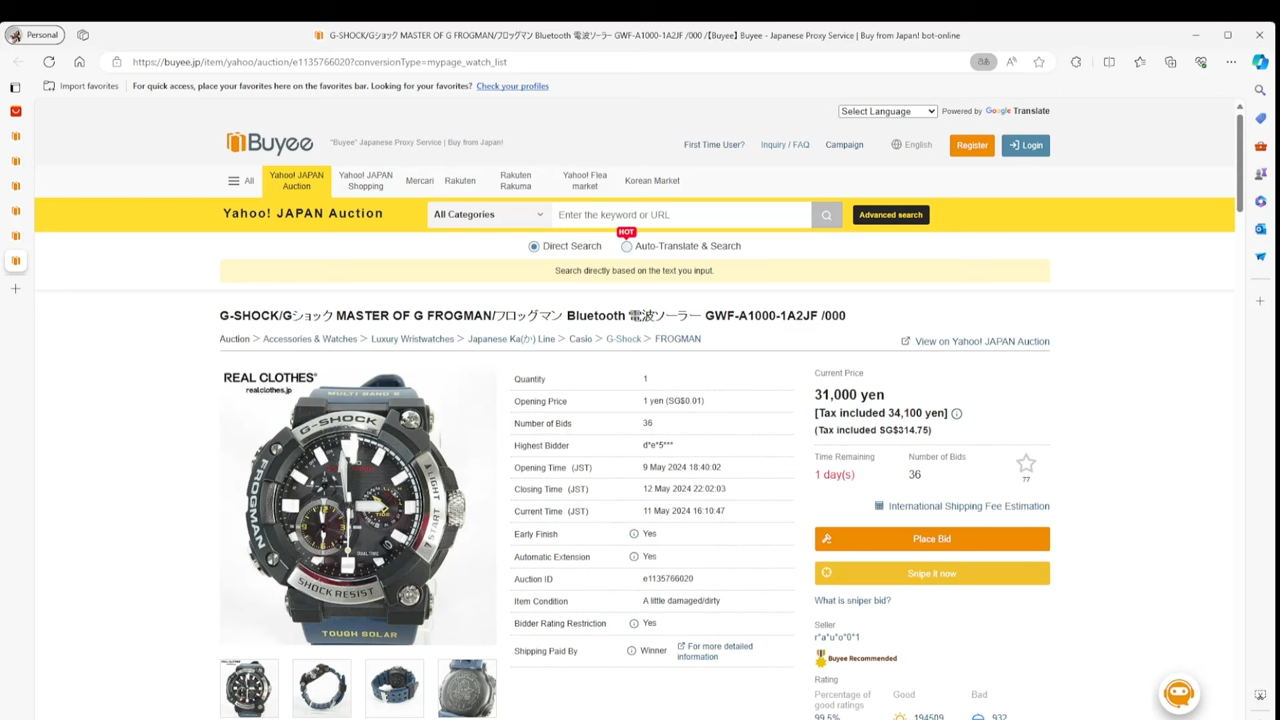 Personal
G-SHOCK/Gショック MASTER OF G FROGMAN/フロッグマン Bluetooth 電波ソーラー GWF-A1000-1A2JF /000 /【Buyee】 Buyee - Japanese Proxy Service | Buy from Japan! bot-online
https://buyee.jp/item/yahoo/auction/e1135766020?conversionType=mypage_watch_list
Import favorites
For quick access, place your favorites here on the favorites bar. Looking for your favorites? Check your profiles
Select Language
Powered by Google Translate
Buyee
"Buyee" Japanese Proxy Service | Buy from Japan!
First Time User?
Inquiry / FAQ
Campaign
English
Register
Login
All
Yahoo! JAPAN Auction
Yahoo! JAPAN Shopping
Mercari
Rakuten
Rakuten Rakuma
Yahoo! Flea market
Korean Market
Yahoo! JAPAN Auction
All Categories
Enter the keyword or URL
Advanced search
HOT
Direct Search
Auto-Translate & Search
Search directly based on the text you input.
G-SHOCK/Gショック MASTER OF G FROGMAN/フロッグマン Bluetooth 電波ソーラー GWF-A1000-1A2JF /000
Auction > Accessories & Watches > Luxury Wristwatches > Japanese Ka(か) Line > Casio > G-Shock > FROGMAN
View on Yahoo! JAPAN Auction
REAL CLOTHES
realclothes.jp
MULTI BAND 6
G-SHOCK
FROGMAN
SHOCK RESIST
TOUGH SOLAR
Quantity 1
Opening Price 1 yen (SG$0.01)
Number of Bids 36
Highest Bidder d*e*5***
Opening Time (JST) 9 May 2024 18:40:02
Closing Time (JST) 12 May 2024 22:02:03
Current Time (JST) 11 May 2024 16:10:47
Early Finish Yes
Automatic Extension Yes
Auction ID e1135766020
Item Condition A little damaged/dirty
Bidder Rating Restriction Yes
Shipping Paid By Winner For more detailed information
Current Price
31,000 yen
[Tax included 34,100 yen]
(Tax included SG$314.75)
Time Remaining
Number of Bids
1 day(s)
36
77
International Shipping Fee Estimation
Place Bid
Snipe it now
What is sniper bid?
Seller
r*a*u*o*0*1
Buyee Recommended
Rating
Percentage of good ratings
Good
Bad
99.5%
194509
932